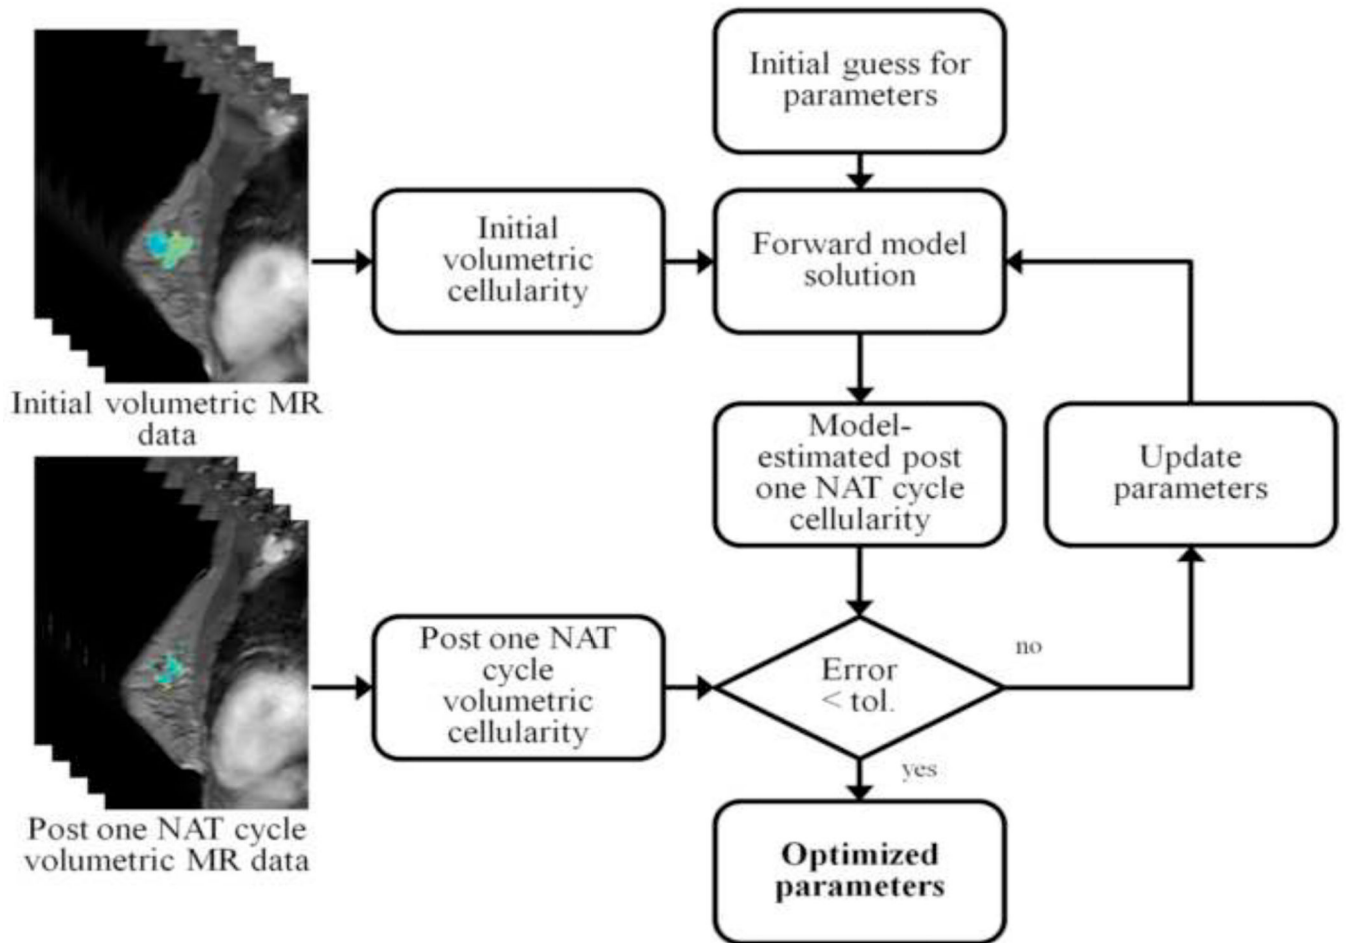 Initial guess for
parameters
Initial
volumetric
cellularity
Forward model
solution
Initial volumetric MR
data
Model-
estimated post
one NAT cycle
cellularity
Update
parameters
Post one NAT
cycle
volumetric
cellularity
Error
< tol.
no
yes
Post one NAT cycle
volumetric MR data
Optimized
parameters